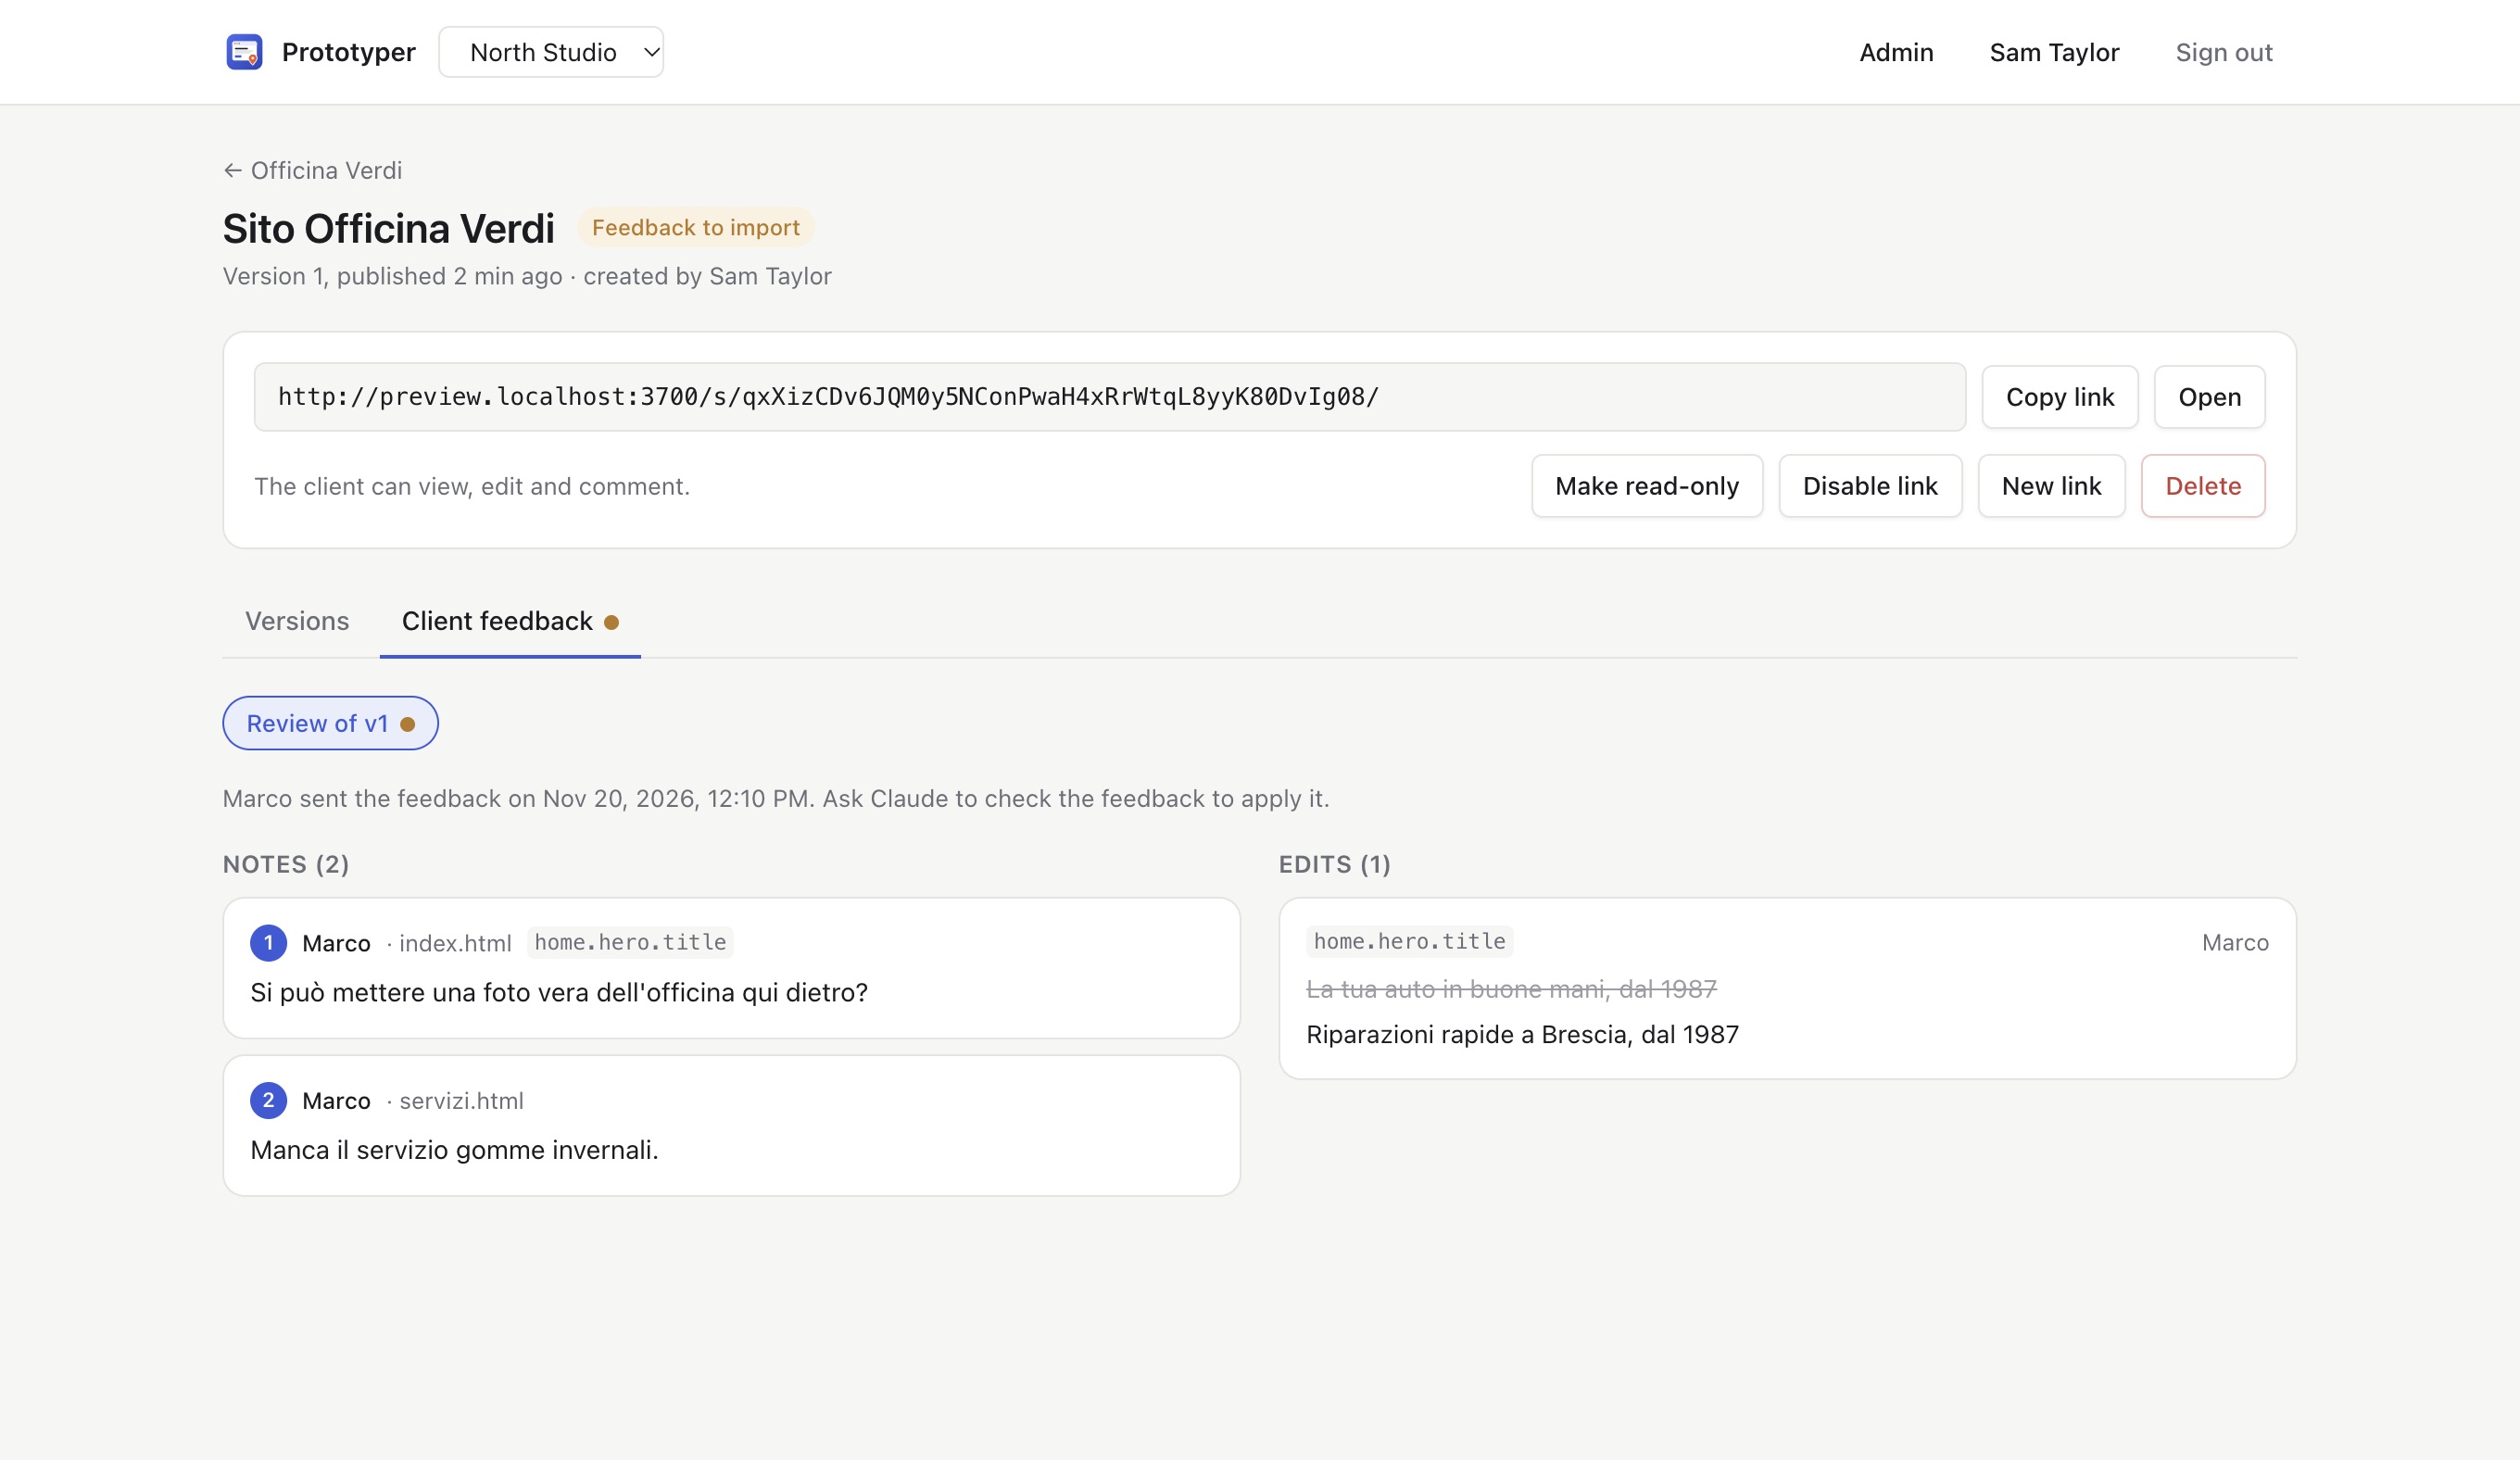 Prototyper
North Studio
Admin
Sam Taylor
Sign out
← Officina Verdi
Sito Officina Verdi
Feedback to import
Version 1, published 2 min ago · created by Sam Taylor
http://preview.localhost:3700/s/qxXizCDv6JQM0y5NConPwaH4xRrWtqL8yyK80DvIg08/
Copy link
Open
The client can view, edit and comment.
Make read-only
Disable link
New link
Delete
Versions
Client feedback
Review of v1
Marco sent the feedback on Nov 20, 2026, 12:10 PM. Ask Claude to check the feedback to apply it.
NOTES (2)
1 Marco · index.html home.hero.title
Si può mettere una foto vera dell'officina qui dietro?
2 Marco · servizi.html
Manca il servizio gomme invernali.
EDITS (1)
home.hero.title
Marco
La tua auto in buone mani, dal 1987
Riparazioni rapide a Brescia, dal 1987